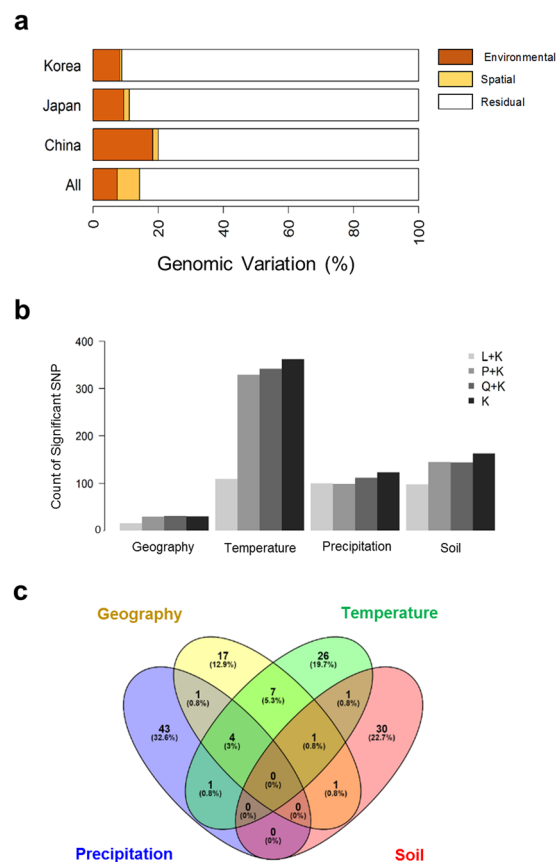 a
Korea
Japan
China
All
Environmental
Spatial
Residual
0
20
40
60
80
100
Genomic Variation (%)
b
Count of Significant SNP
400
300
200
100
0
L+K
P+K
Q+K
K
Geography
Temperature
Precipitation
Soil
c
Geography
Temperature
17
(12.9%)
26
(19.7%)
1
(0.8%)
7
(5.3%)
1
(0.8%)
43
(32.6%)
4
(3%)
1
(0.8%)
30
(22.7%)
0
(0%)
1
(0.8%)
1
(0.8%)
0
(0%)
0
(0%)
0
(0%)
Precipitation
Soil